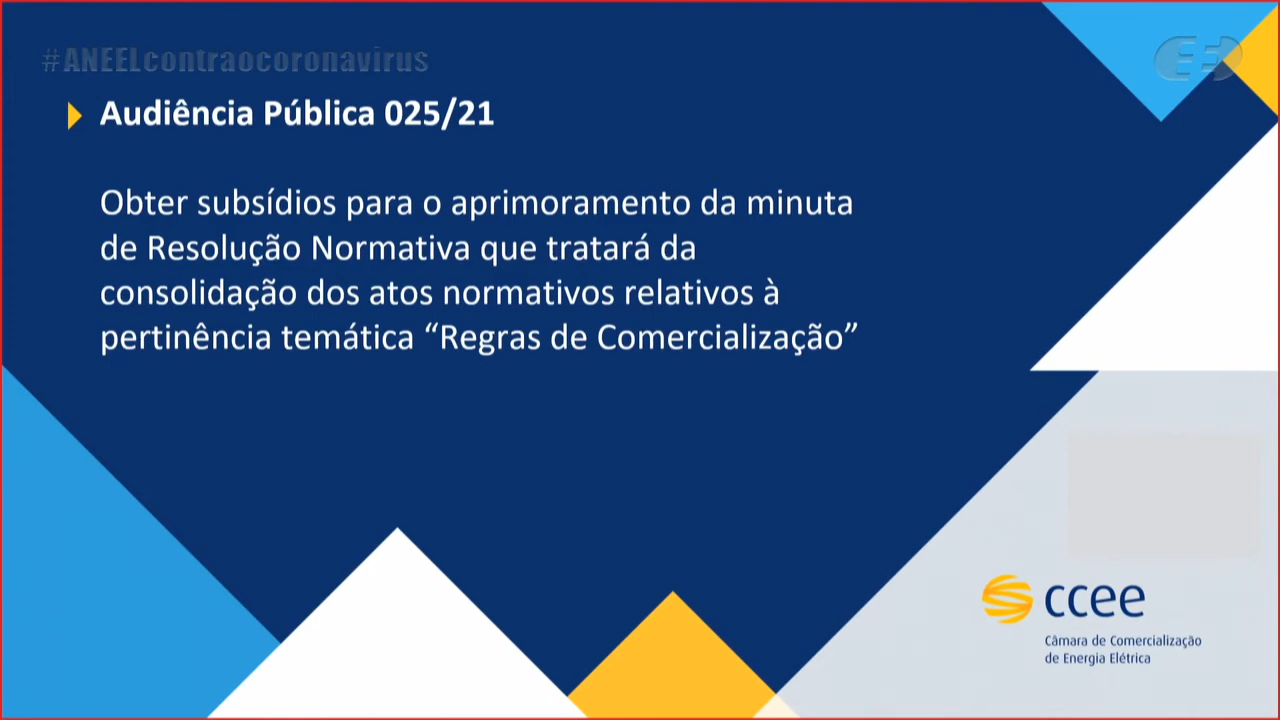 #ANEELcontraocoronavirus
Audiência Pública 025/21
Obter subsídios para o aprimoramento da minuta
de Resolução Normativa que tratará da
consolidação dos atos normativos relativos à
pertinência temática “Regras de Comercialização”
ccee
Câmara de Comercialização
de Energia Elétrica